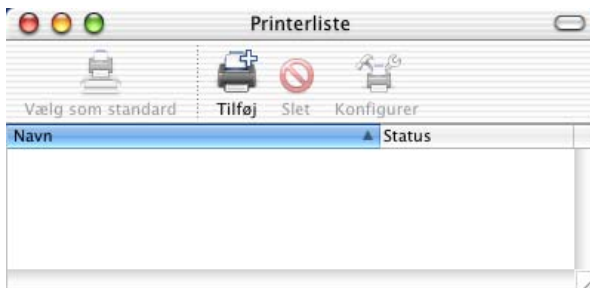 Printerliste
Vælg som standard Tilføj Slet Konfigurer
Navn Status